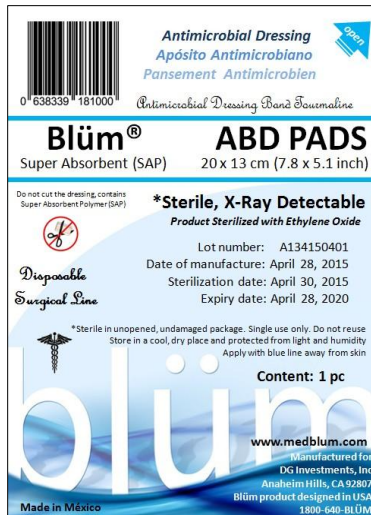 Antimicrobial Dressing
Apósito Antimicrobiano
Pansement Antimicrobien
open
0 638339 181000
Antimicrobial Dressing Band Tourmaline
Blüm® ABD PADS
Super Absorbent (SAP) 20 x 13 cm (7.8 x 5.1 inch)
Do not cut the dressing, contains
Super Absorbent Polymer (SAP)
*Sterile, X-Ray Detectable
Product Sterilized with Ethylene Oxide
Lot number: A134150401
Date of manufacture: April 28, 2015
Sterilization date: April 30, 2015
Expiry date: April 28, 2020
Disposable
Surgical Line
*Sterile in unopened, undamaged package. Single use only. Do not reuse
Store in a cool, dry place and protected from light and humidity
Apply with blue line away from skin
Content: 1 pc
blüm
www.medblum.com
Manufactured for
DG Investments, Inc
Anaheim Hills, CA 92807
Blüm product designed in USA
1800-640-BLÜM
Made in México